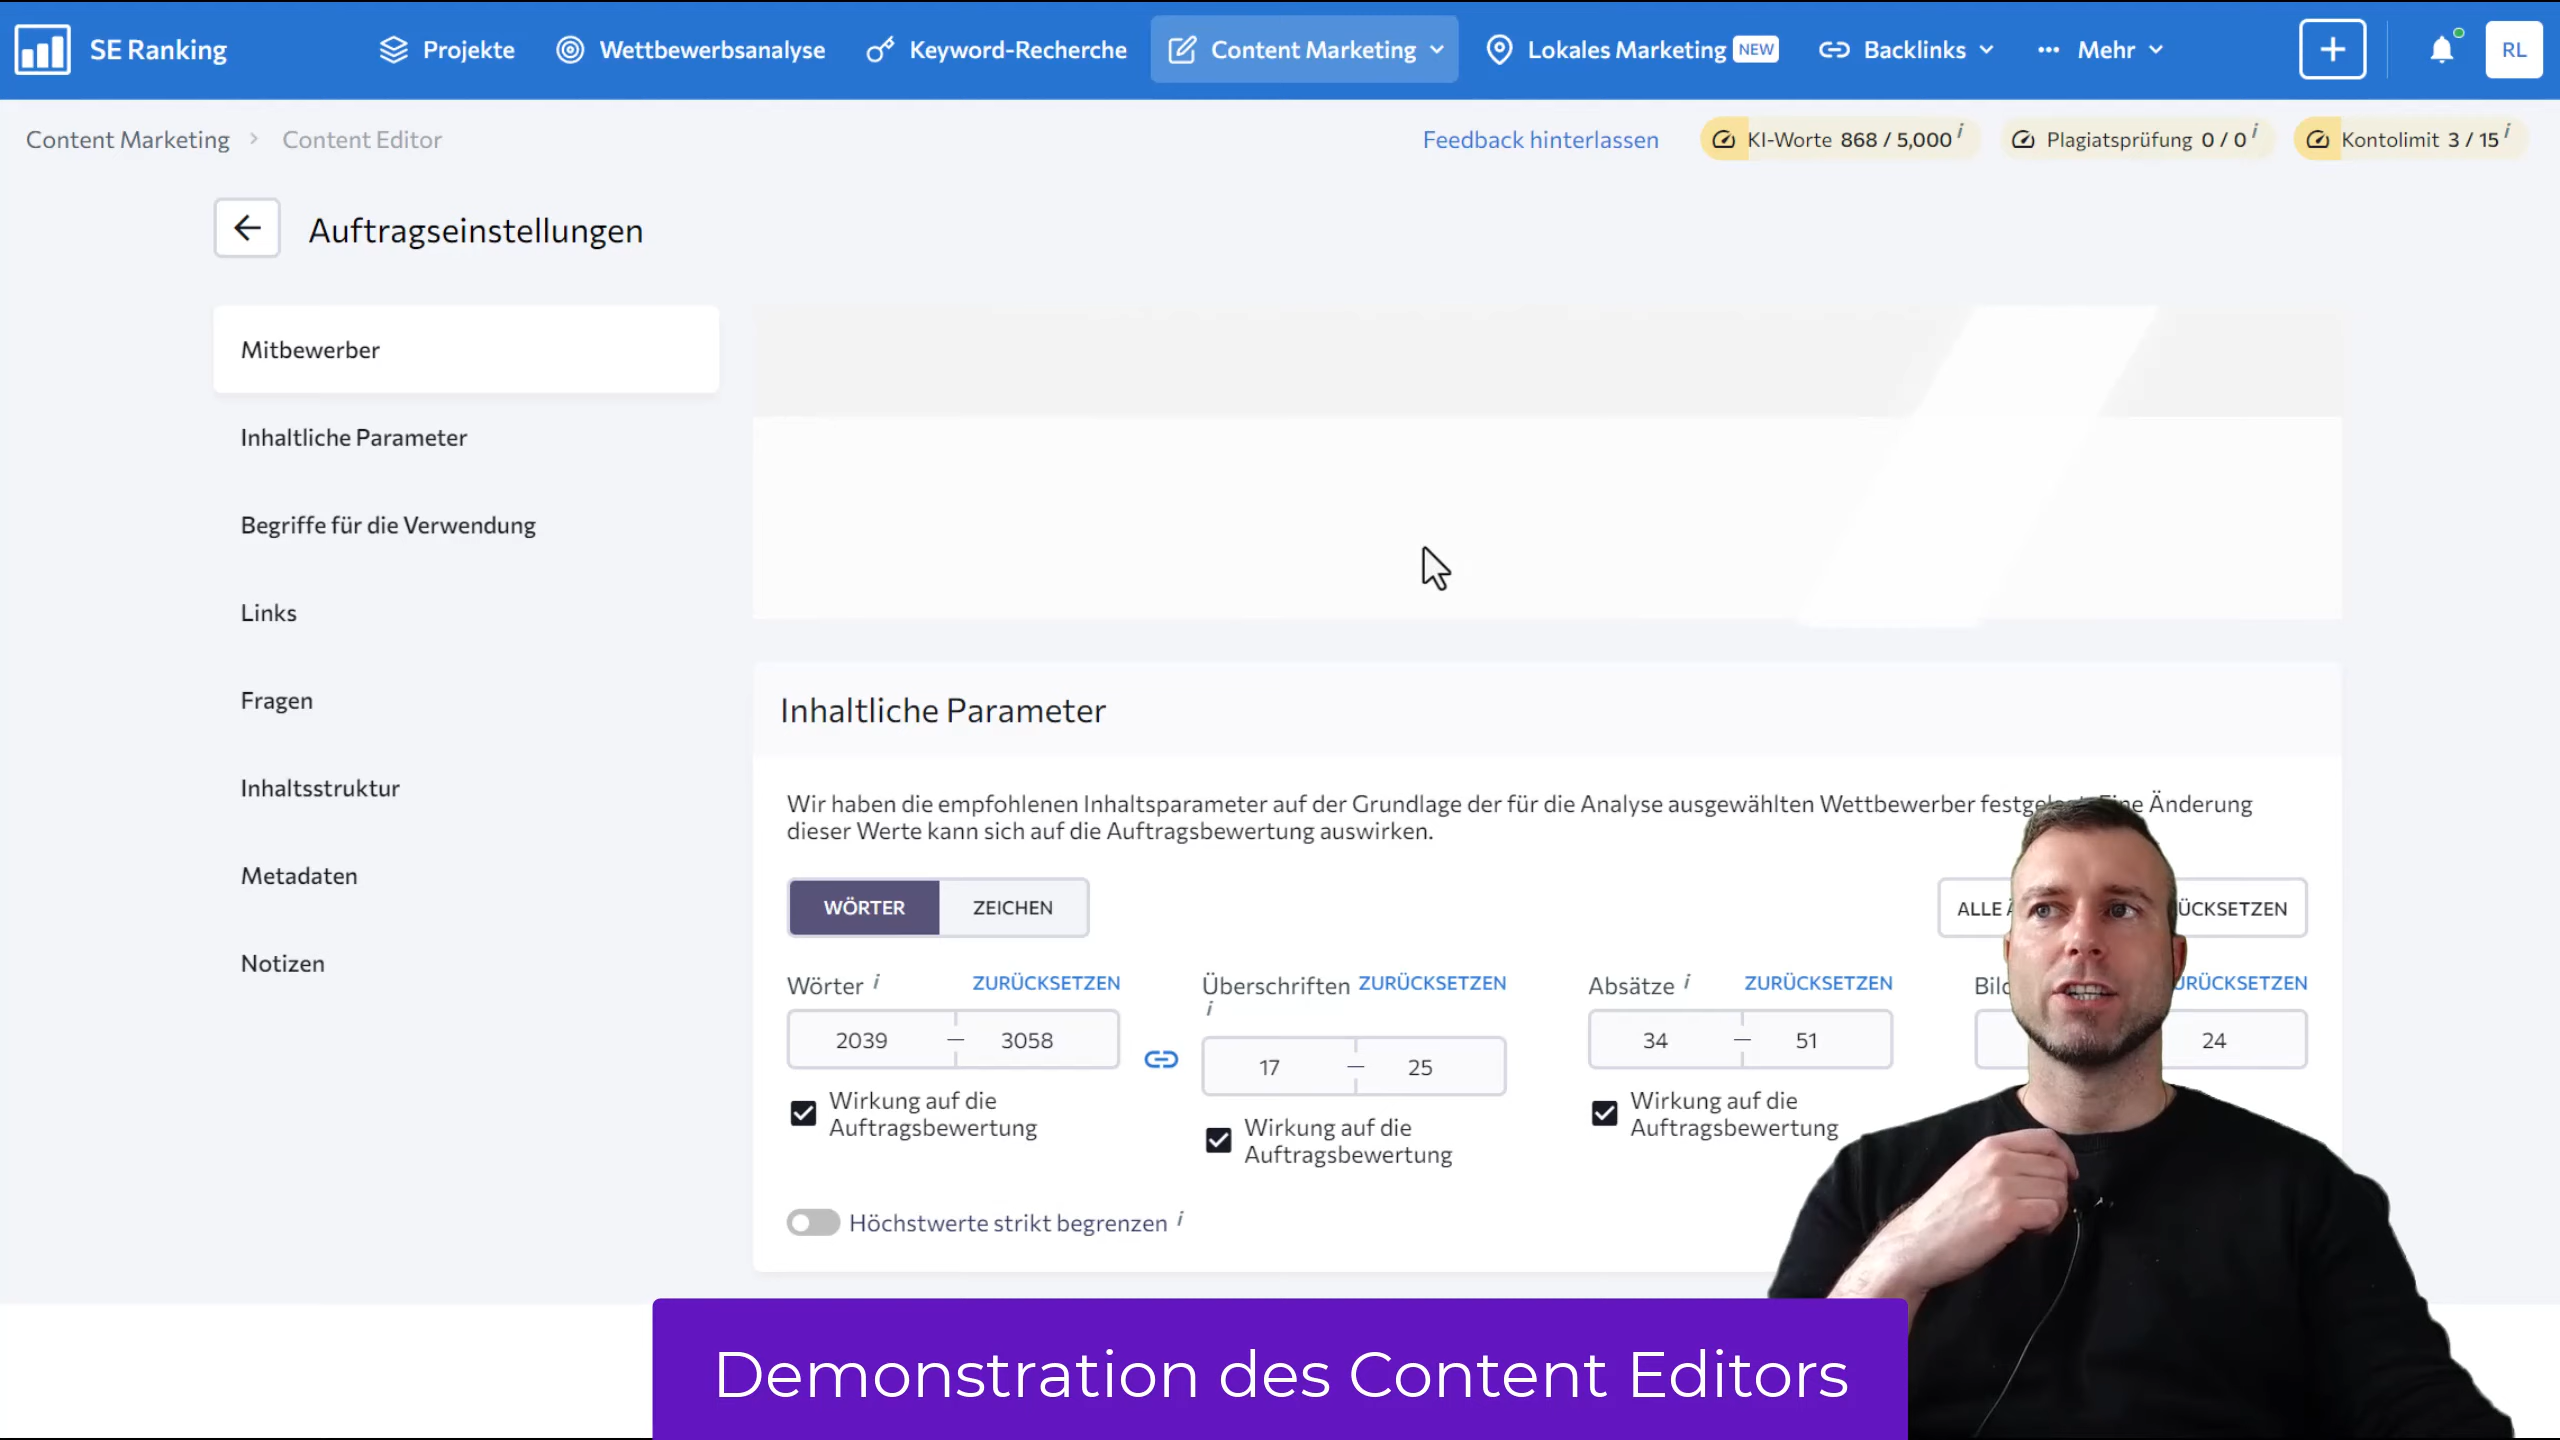 SE Ranking
Projekte
Wettbewerbsanalyse
Keyword-Recherche
Content Marketing
Lokales Marketing NEW
Backlinks
Mehr
RL
Content Marketing > Content Editor
Feedback hinterlassen
KI-Worte 868 / 5,000 i
Plagiatsprüfung 0 / 0 i
Kontolimit 3 / 15 i
Auftragseinstellungen
Mitbewerber
Inhaltliche Parameter
Begriffe für die Verwendung
Links
Fragen
Inhaltsstruktur
Metadaten
Notizen
Inhaltliche Parameter
Wir haben die empfohlenen Inhaltsparameter auf der Grundlage der für die Analyse ausgewählten Wettbewerber Änderung
dieser Werte kann sich auf die Auftragsbewertung auswirken.
WÖRTER
ZEICHEN
ALLE
Wörter i ZURÜCKSETZEN
2039 — 3058
Wirkung auf die
Auftragsbewertung
Überschriften ZURÜCKSETZEN
i
17 — 25
Wirkung auf die
Auftragsbewertung
Absätze i ZURÜCKSETZEN
34 — 51
Wirkung auf die
Auftragsbewertung
24
Höchstwerte strikt begrenzen i
Demonstration des Content Editors